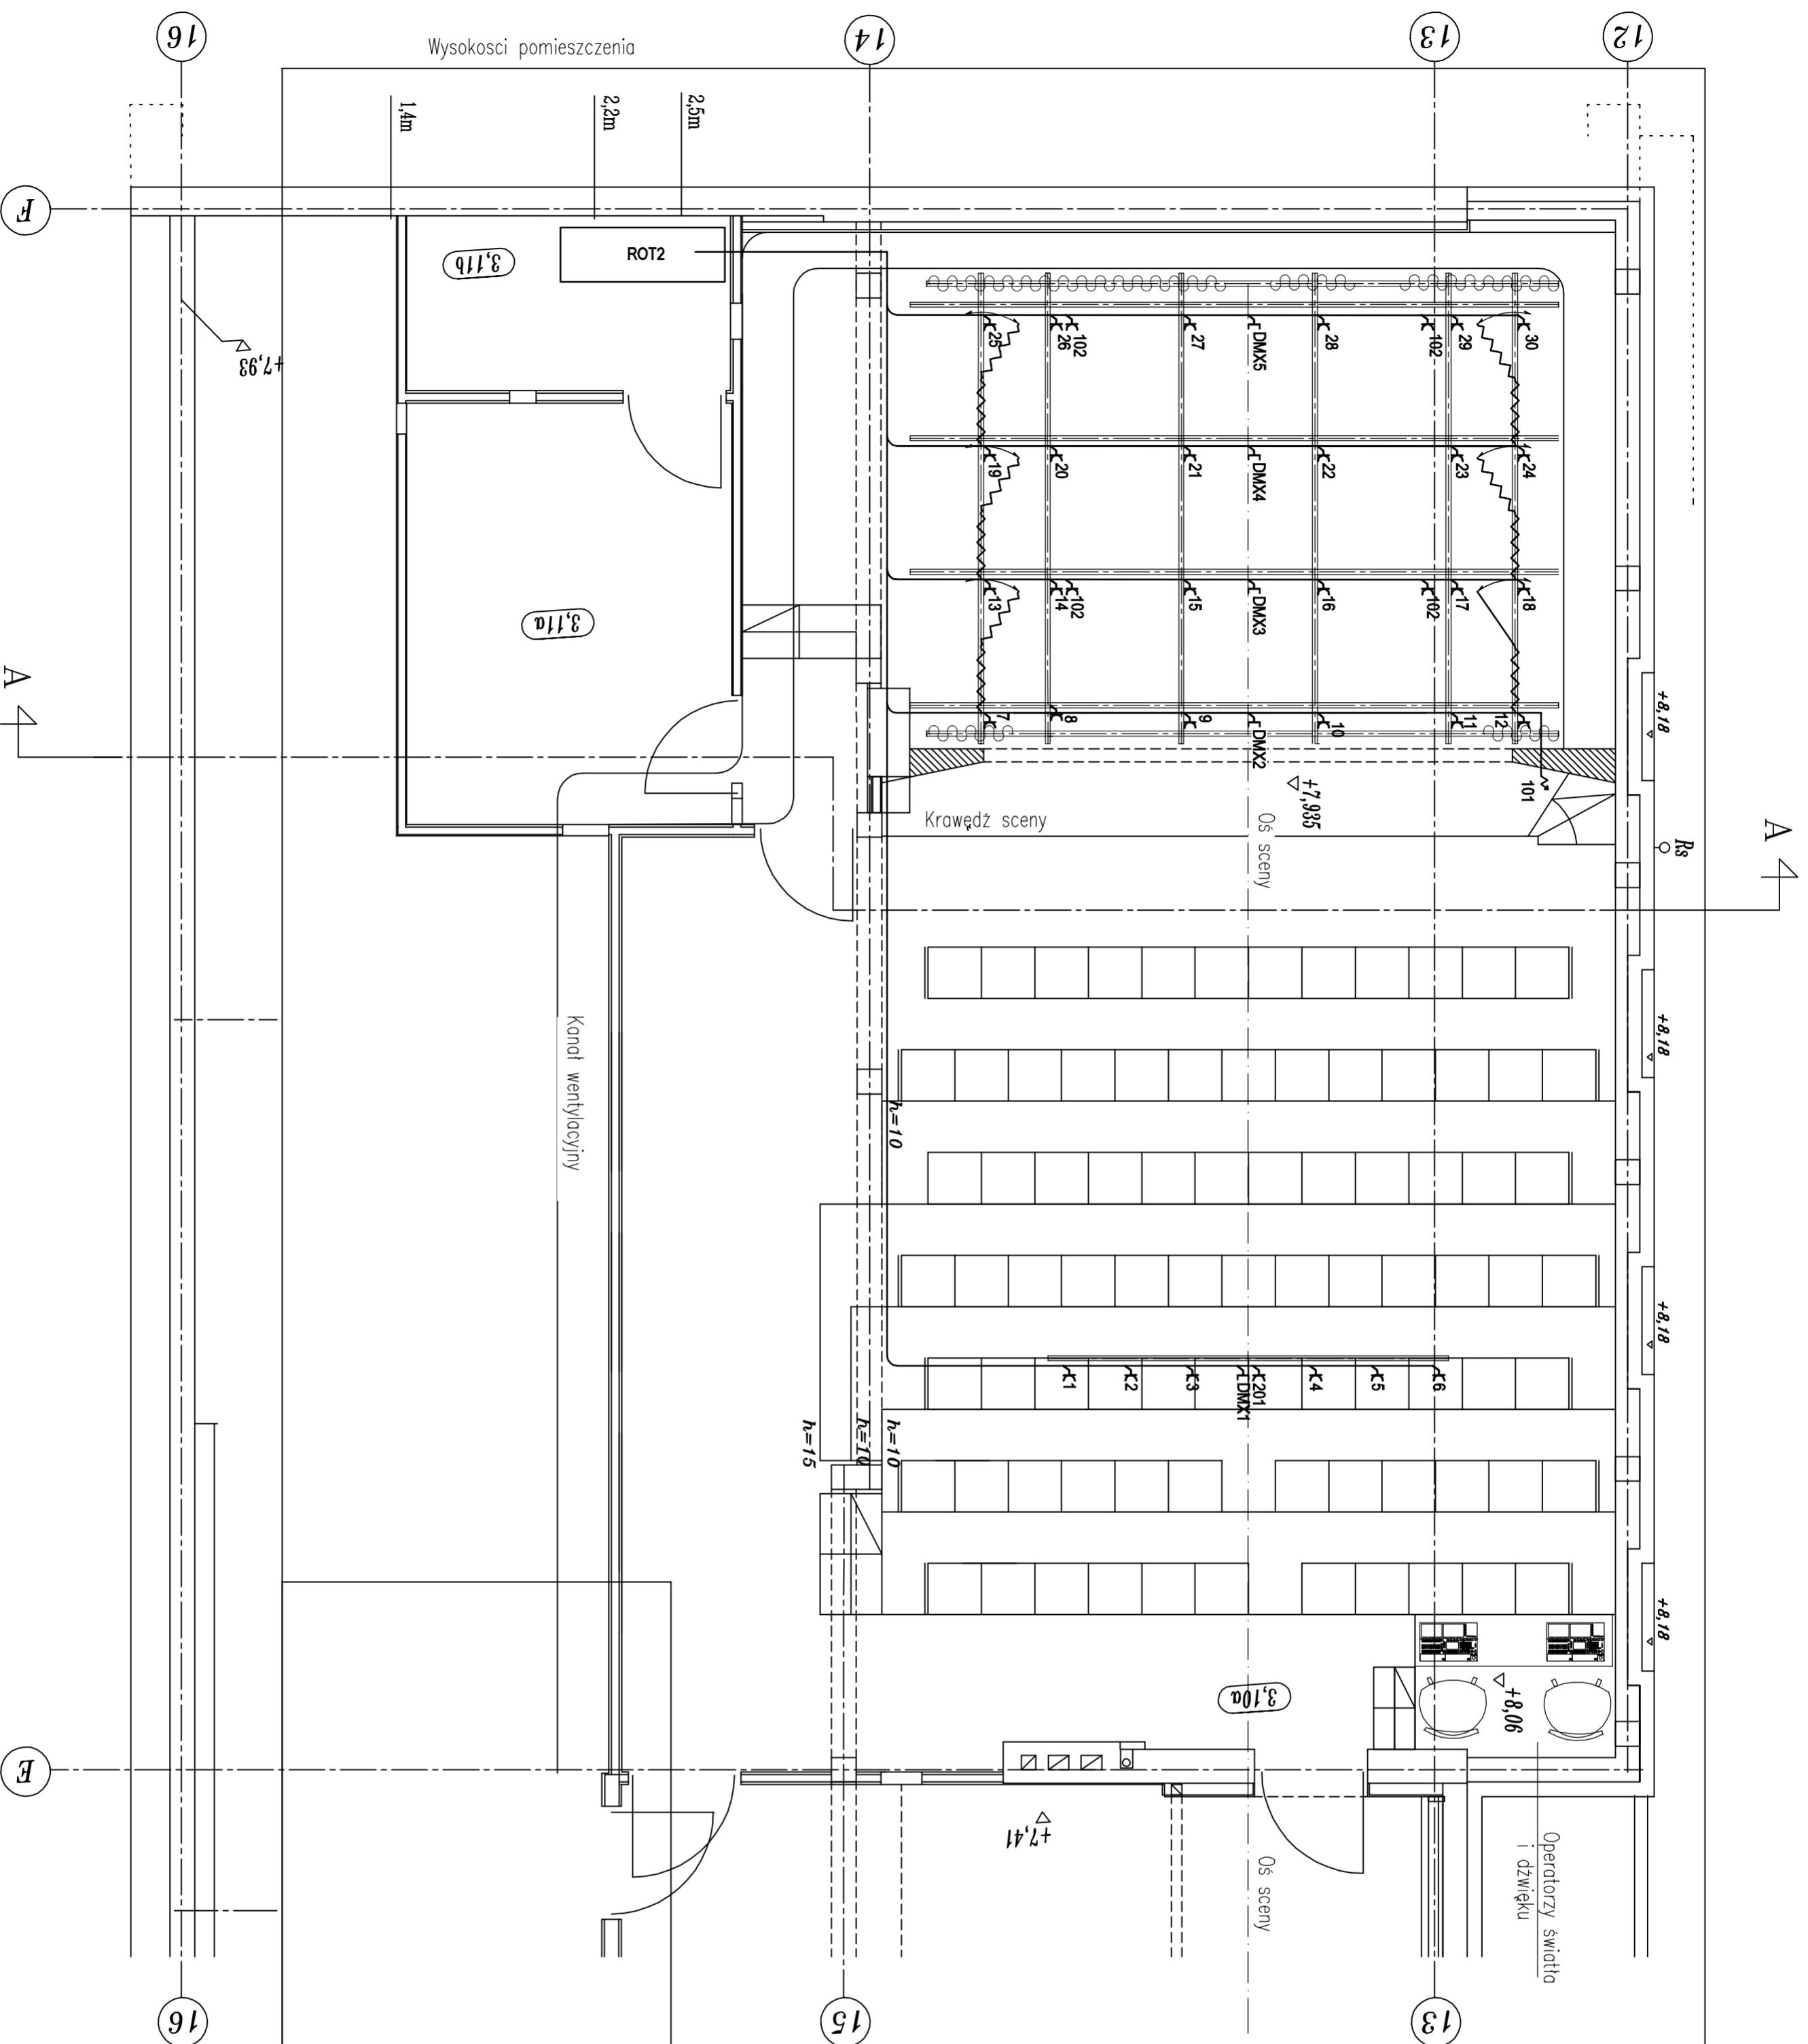 16
14
13
12
Wysokosci pomieszczenia
1,4m
2,2m
2,5m
F
3,11b
ROT2
+7,93
25
26
102
27
DMX5
28
102
29
30
19
20
21
DMX4
22
23
24
13
14
102
15
DMX3
16
102
17
18
3,11a
A
7
8
9
DMX2
10
11
12
+8,18
101
+7,935
Krawędź sceny
Oś sceny
A
Rs
Kanał wentylacyjny
+8,18
h=10
+8,18
1
2
3
DMX1
201
4
5
6
h=15
h=10
h=10
+8,18
3,10a
+8,06
E
+7,41
Oś sceny
Operatorzy światła
i dźwięku
16
15
13